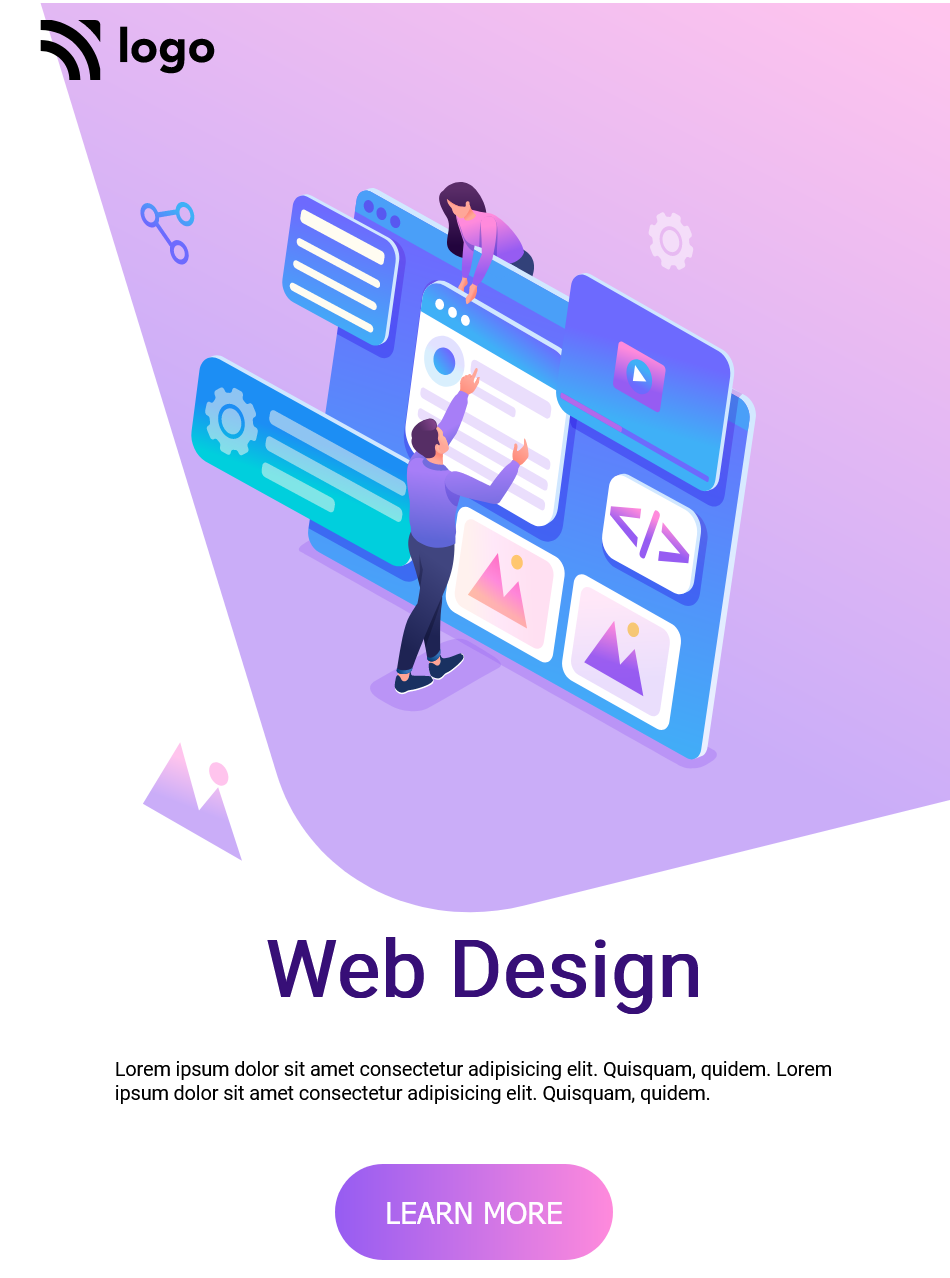 logo
</>
Web Design
Lorem ipsum dolor sit amet consectetur adipisicing elit. Quisquam, quidem. Lorem
ipsum dolor sit amet consectetur adipisicing elit. Quisquam, quidem.
LEARN MORE